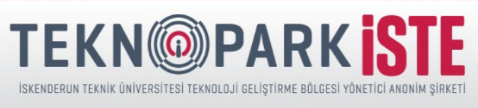 TEKNOPARK İSTE
İSKENDERUN TEKNİK ÜNİVERSİTESİ TEKNOLOJİ GELİŞTİRME BÖLGESİ YÖNETİCİ ANONİM ŞİRKETİ